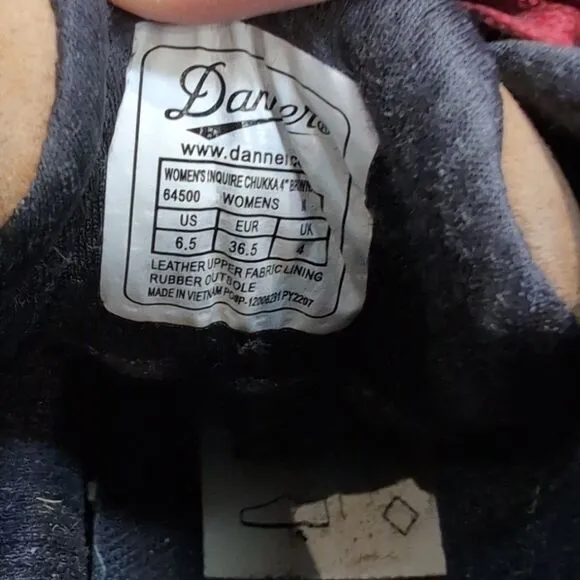 Danner®
www.danner.co
WOMEN'S INQUIRE CHUKKA 4"
64500 WOMENS
US EUR UK
6.5 36.5 4
LEATHER UPPER FABRIC LINING
RUBBER OUTSOLE
MADE IN VIETNAM